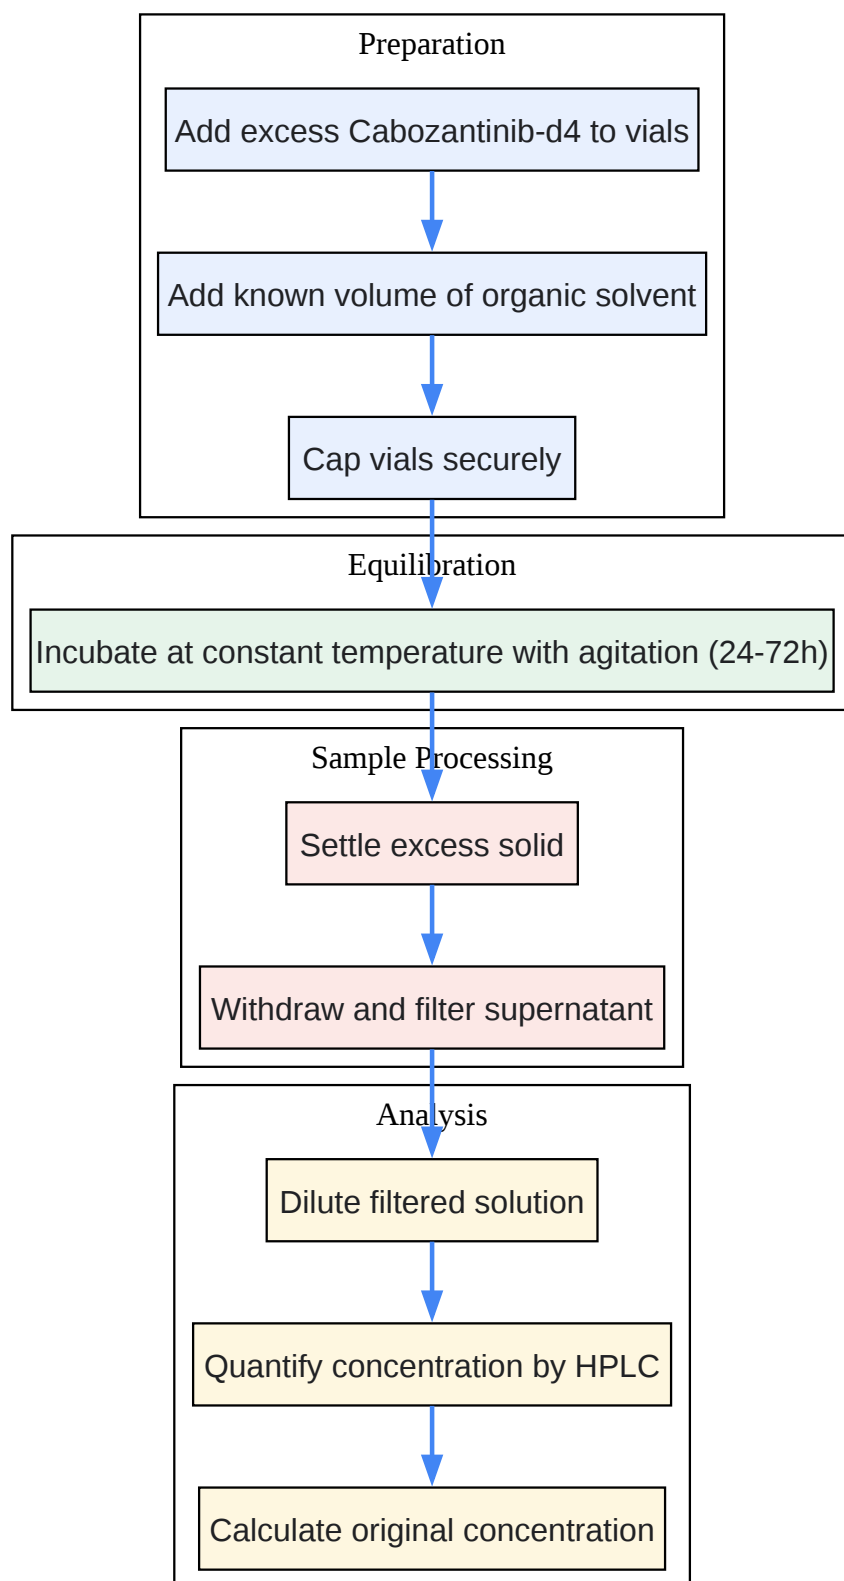 Preparation
Add excess Cabozantinib-d4 to vials
Add known volume of organic solvent
Cap vials securely
Equilibration
Incubate at constant temperature with agitation (24-72h)
Sample Processing
Settle excess solid
Withdraw and filter supernatant
Analysis
Dilute filtered solution
Quantify concentration by HPLC
Calculate original concentration